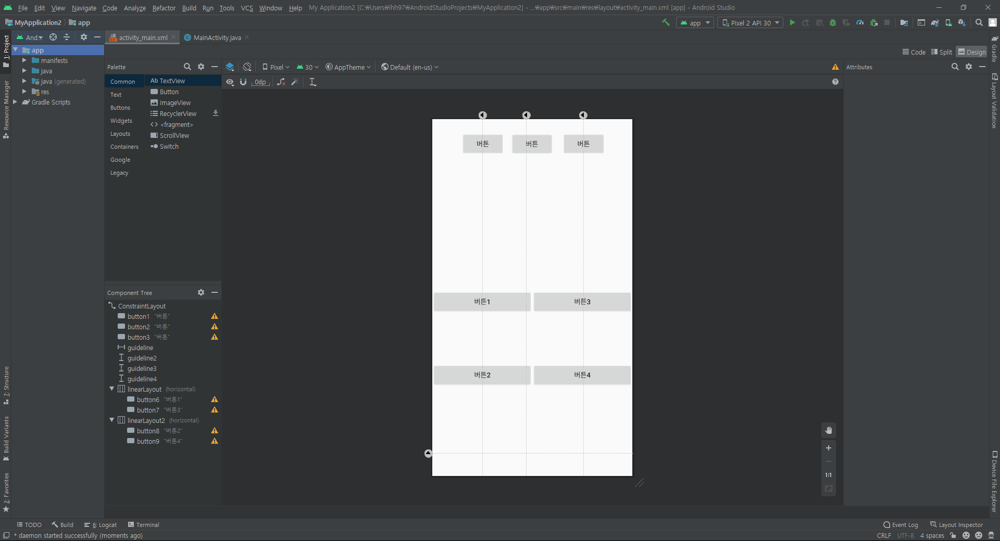 File Edit View Navigate Code Analyze Refactor Build Run Tools VCS Window Help My Application2 [C:₩Users₩lhh97₩AndroidStudioProjects₩MyApplication2] - ...₩app₩src₩main₩res₩layout₩activity_main.xml [app] - Android Studio
MyApplication2 app
app Pixel 2 API 30
1: Project
Resource Manager
7: Structure
Build Variants
2: Favorites
And...
app
manifests
java
java (generated)
res
Gradle Scripts
activity_main.xml MainActivity.java
Code Split Design
Palette
Common
Text
Buttons
Widgets
Layouts
Containers
Google
Legacy
Ab TextView
Button
ImageView
RecyclerView
<fragment>
ScrollView
Switch
Pixel 30 AppTheme Default (en-us)
0dp
Attributes
버튼 버튼 버튼
버튼1 버튼3
버튼2 버튼4
Component Tree
ConstraintLayout
button1 "버튼"
button2 "버튼"
button3 "버튼"
guideline
guideline2
guideline3
guideline4
linearLayout (horizontal)
button6 "버튼1"
button7 "버튼3"
linearLayout2 (horizontal)
button8 "버튼2"
button9 "버튼4"
1:1
Gradle
Layout Validation
Device File Explorer
TODO Build 6: Logcat Terminal Event Log Layout Inspector
* daemon started successfully (moments ago) CRLF UTF-8 4 spaces